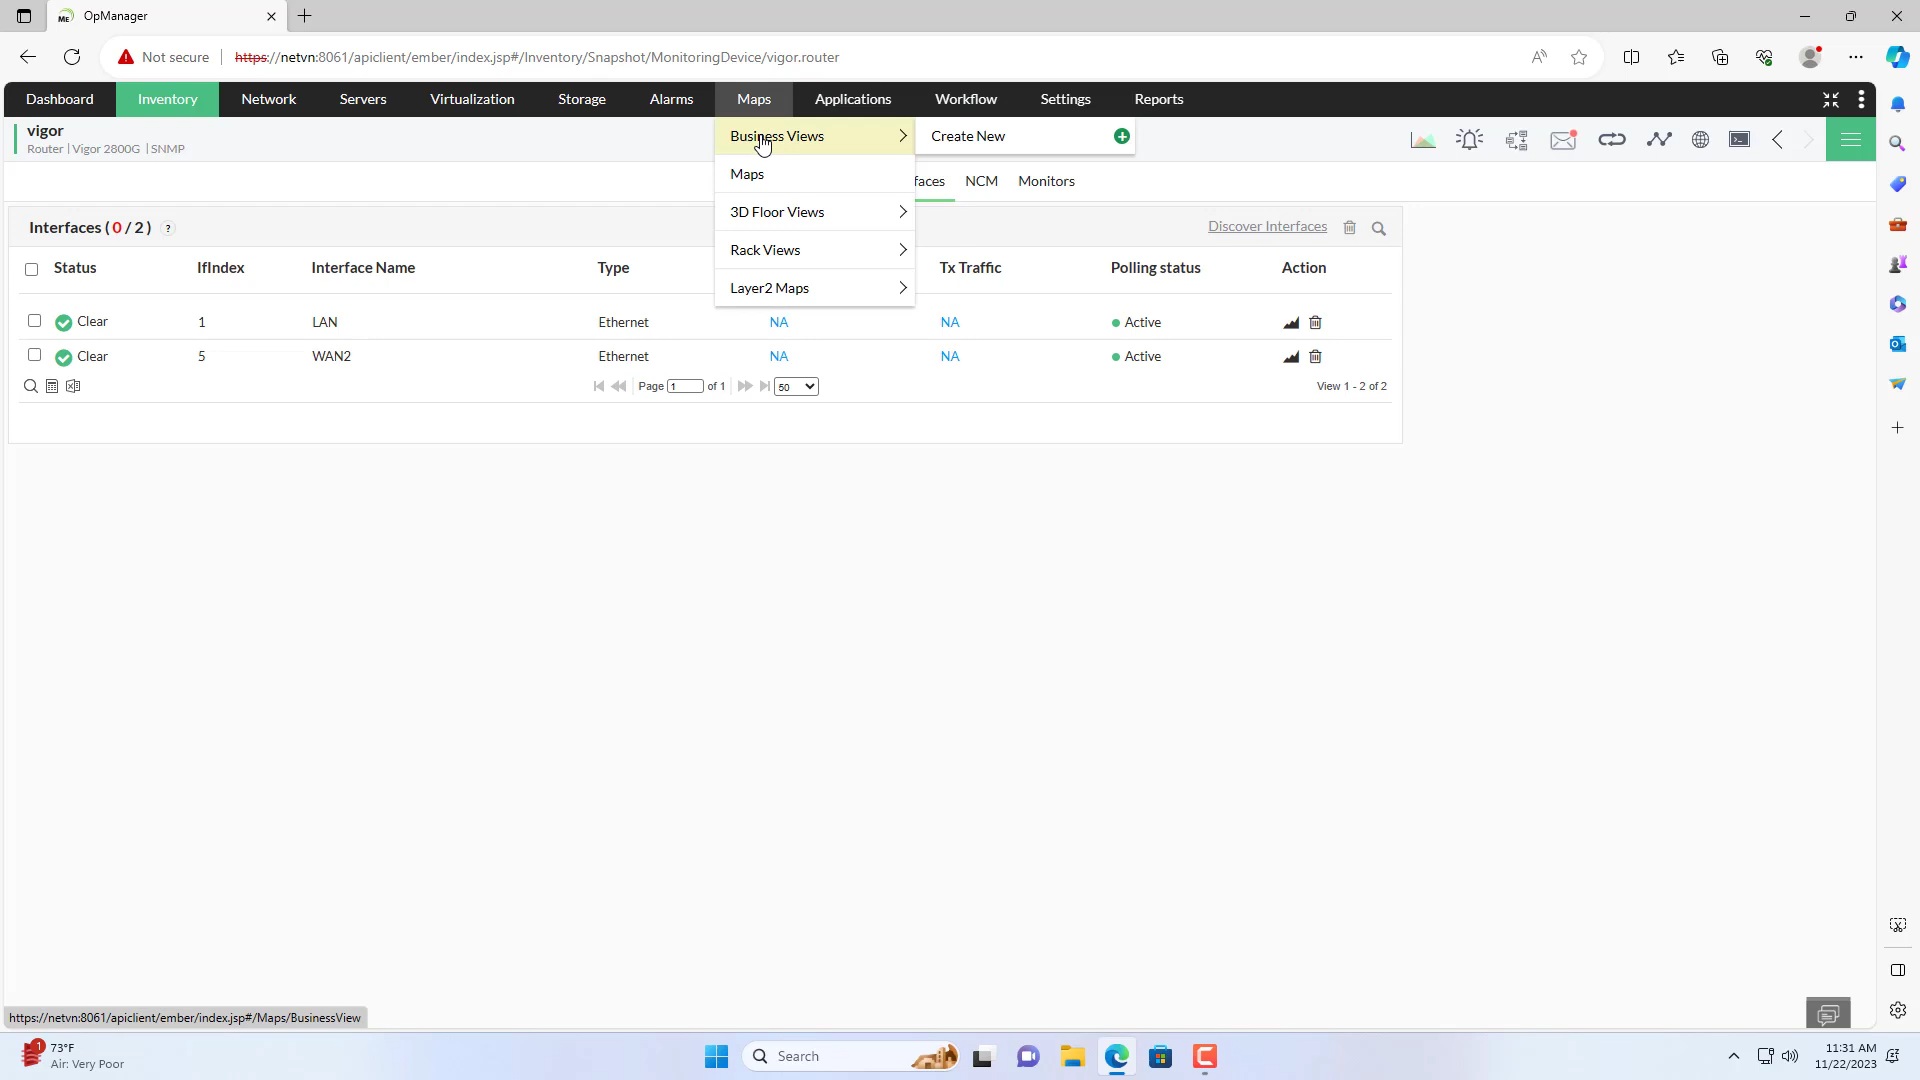 OpManager
Not secure
https://netvn:8061/apiclient/ember/index.jsp#/Inventory/Snapshot/MonitoringDevice/vigor.router
Dashboard Inventory Network Servers Virtualization Storage Alarms Maps Applications Workflow Settings Reports
vigor
Router | Vigor 2800G | SNMP
Business Views
Create New
Maps
3D Floor Views
Rack Views
Layer2 Maps
faces NCM Monitors
Interfaces ( 0 / 2 ) ?
Discover Interfaces
Status IfIndex Interface Name Type Tx Traffic Polling status Action
Clear 1 LAN Ethernet NA NA Active
Clear 5 WAN2 Ethernet NA NA Active
Page 1 of 1 50 View 1 - 2 of 2
https://netvn:8061/apiclient/ember/index.jsp#/Maps/BusinessView
1
73°F
Air: Very Poor
Search
11:31 AM
11/22/2023